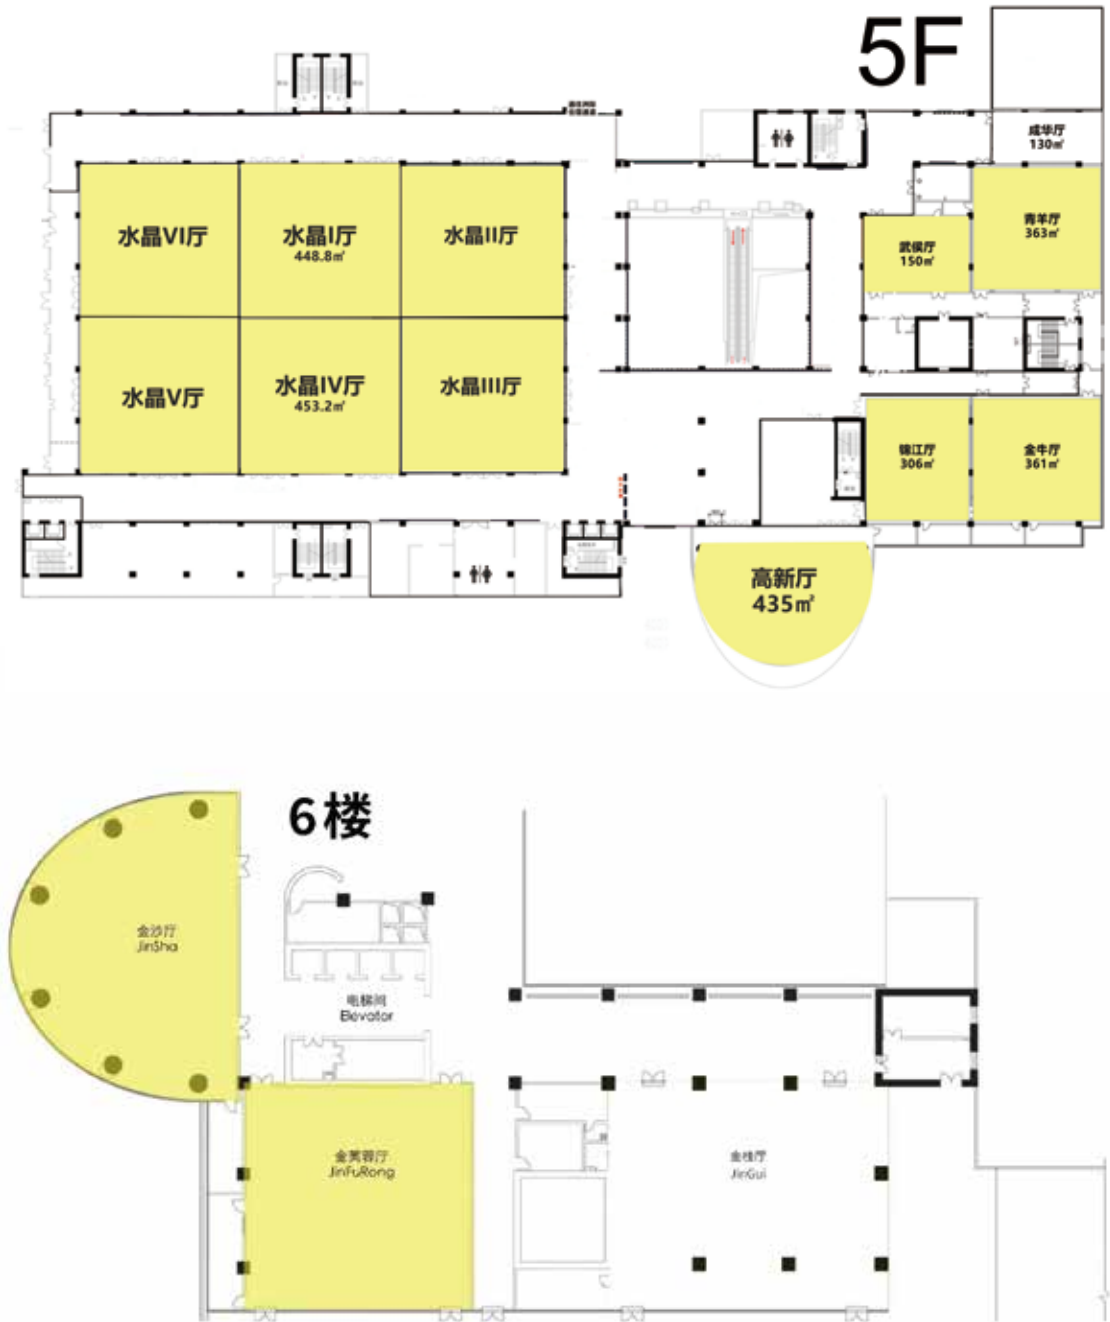 5F
成华厅
130㎡
水晶VI厅
水晶I厅
448.8㎡
水晶II厅
武侯厅
150㎡
青羊厅
363㎡
水晶V厅
水晶IV厅
453.2㎡
水晶III厅
锦江厅
306㎡
金牛厅
361㎡
高新厅
435㎡
6楼
金沙厅
JinSha
电梯间
Elevator
金芙蓉厅
JinFuRong
金桂厅
JinGui